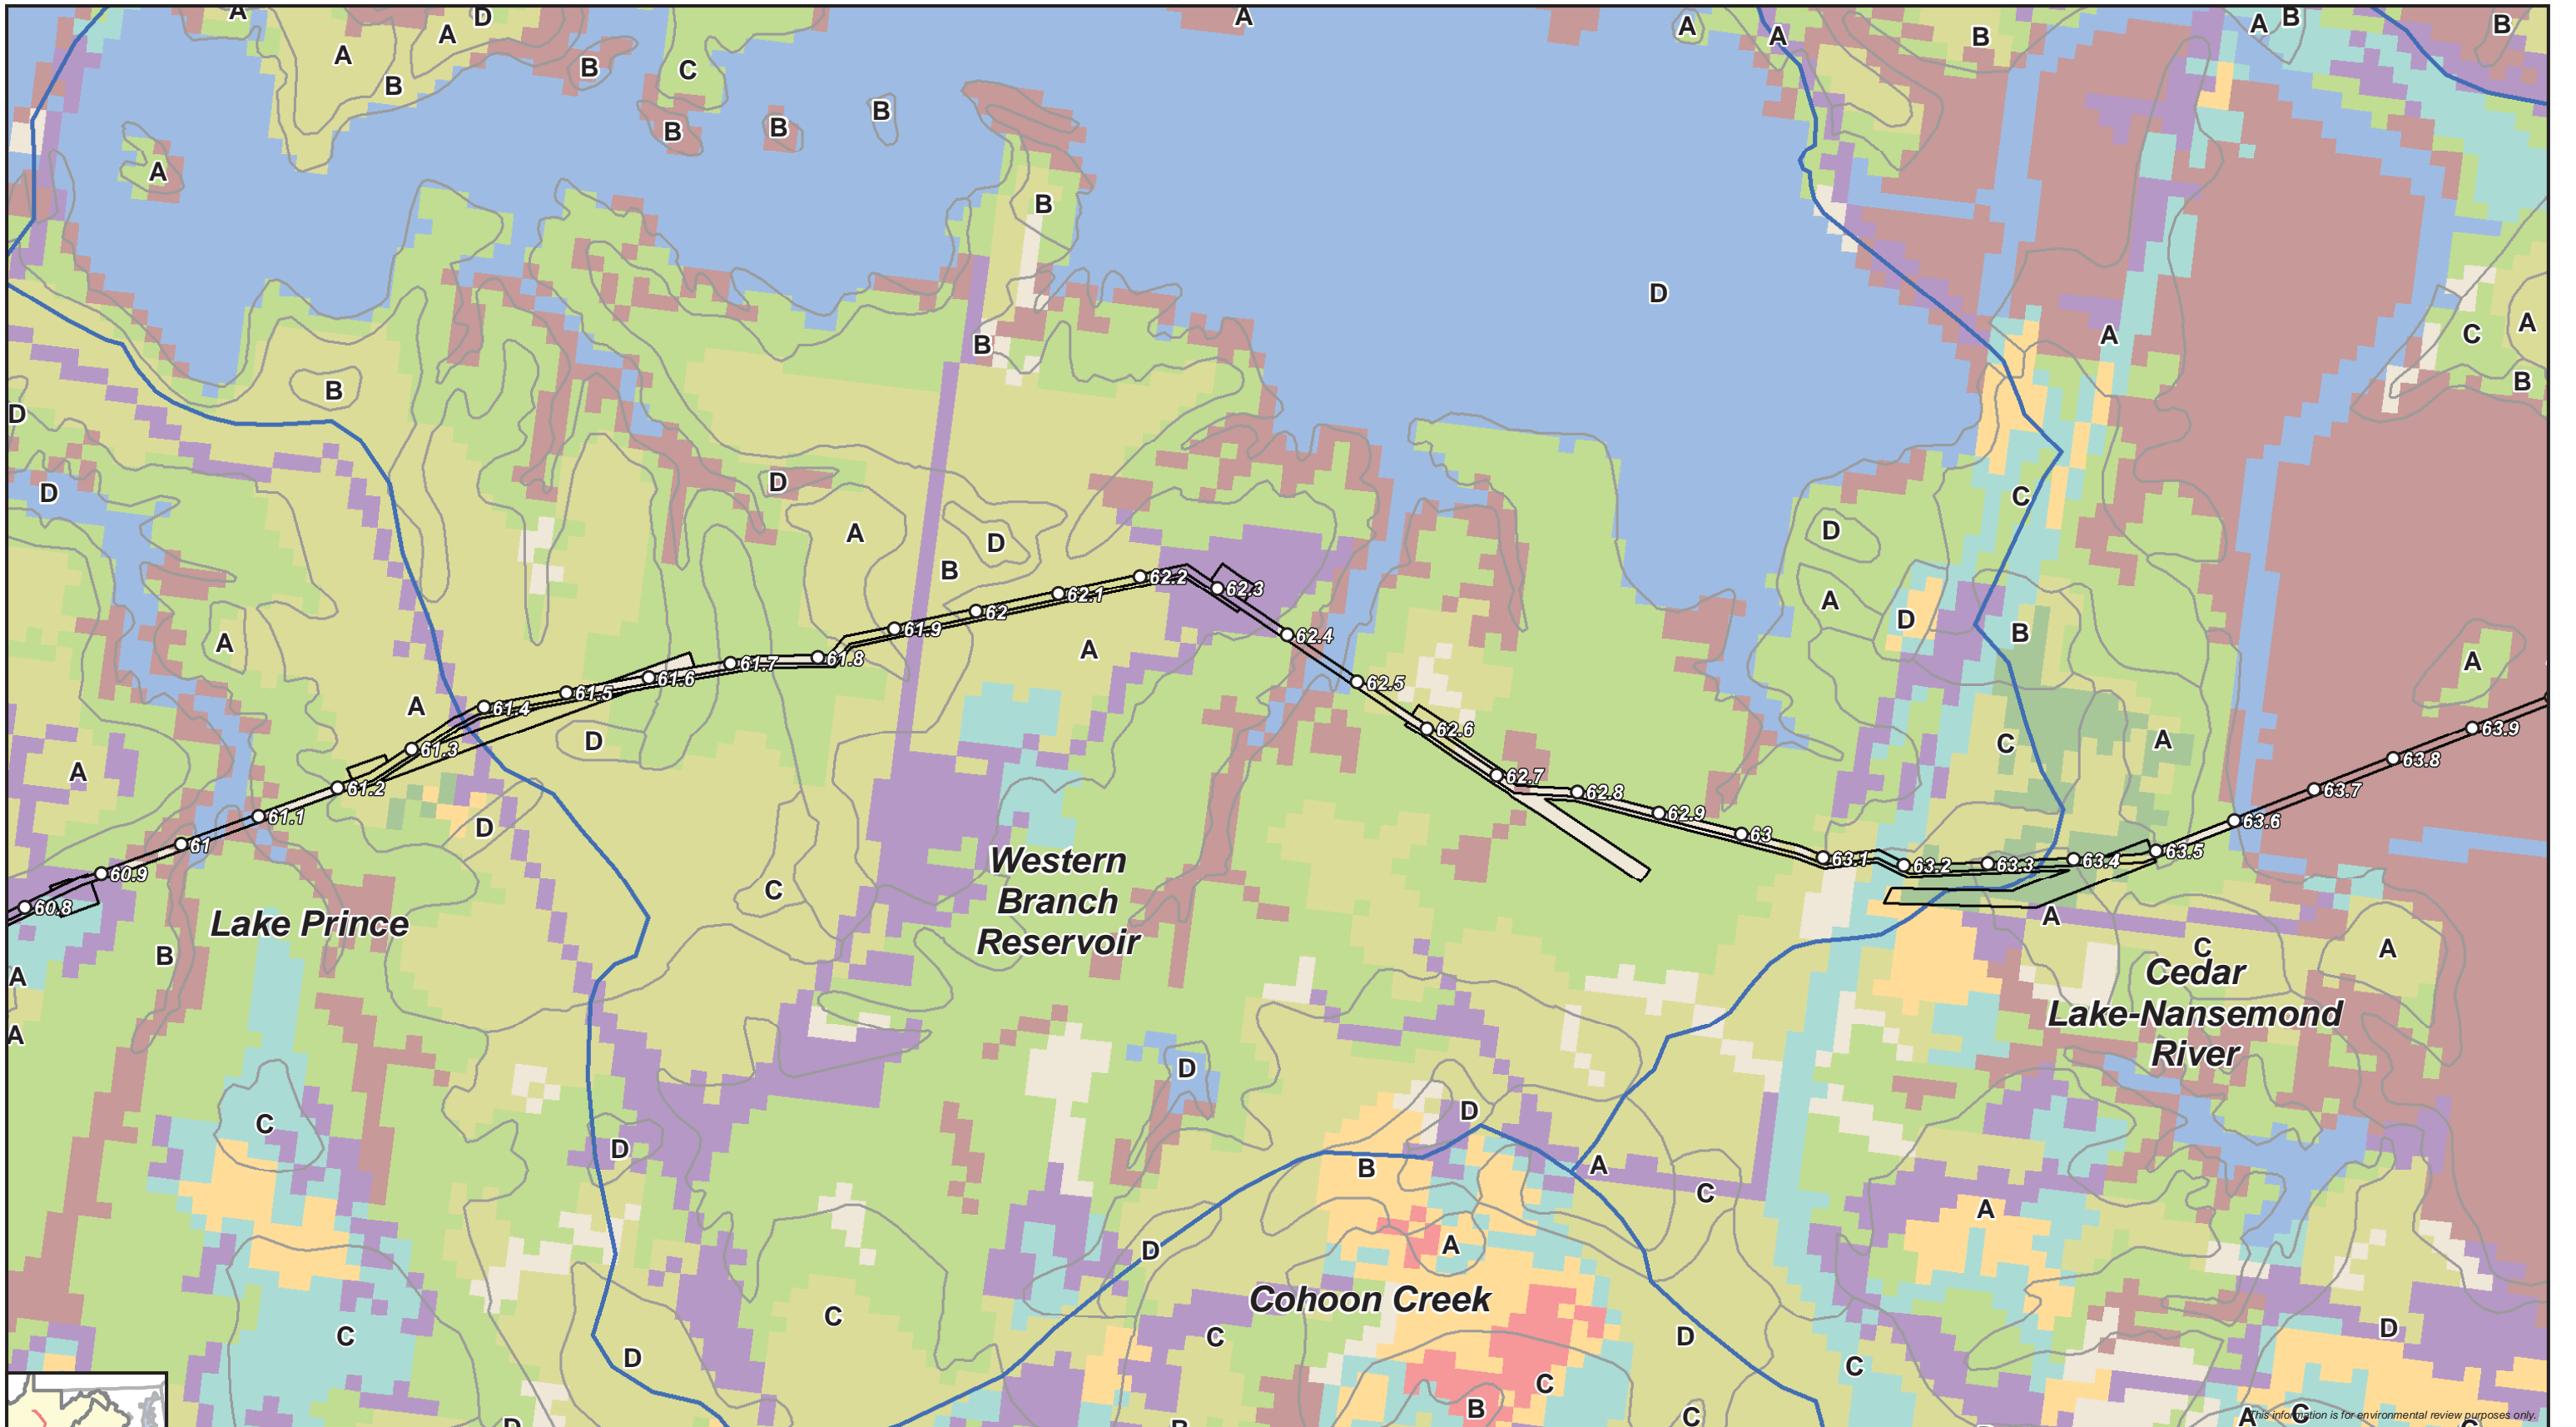 A D A A B
A A B
A B B C
B B B B
A
B
D
A
B
C A
B
B
D
D
D
A D B
C
D
A
D
B
A A A
A
D
C
A
A
D
C
60.8 60.9 61 61.1 61.2 61.3 61.4 61.5 61.6 61.7 61.8 61.9 62 62.1 62.2 62.3 62.4 62.5 62.6 62.7 62.8 62.9 63 63.1 63.2 63.3 63.4 63.5 63.6 63.7 63.8 63.9
Western
Branch
Reservoir
Lake Prince
B
A
A
C
A
C
A
Cedar
Lake-Nansemond
River
C
D
D
D
B
A
C
D
A
A
Cohoon Creek
C
C
C
D
D
D
C
C
B
C
A
C
This information is for environmental review purposes only.